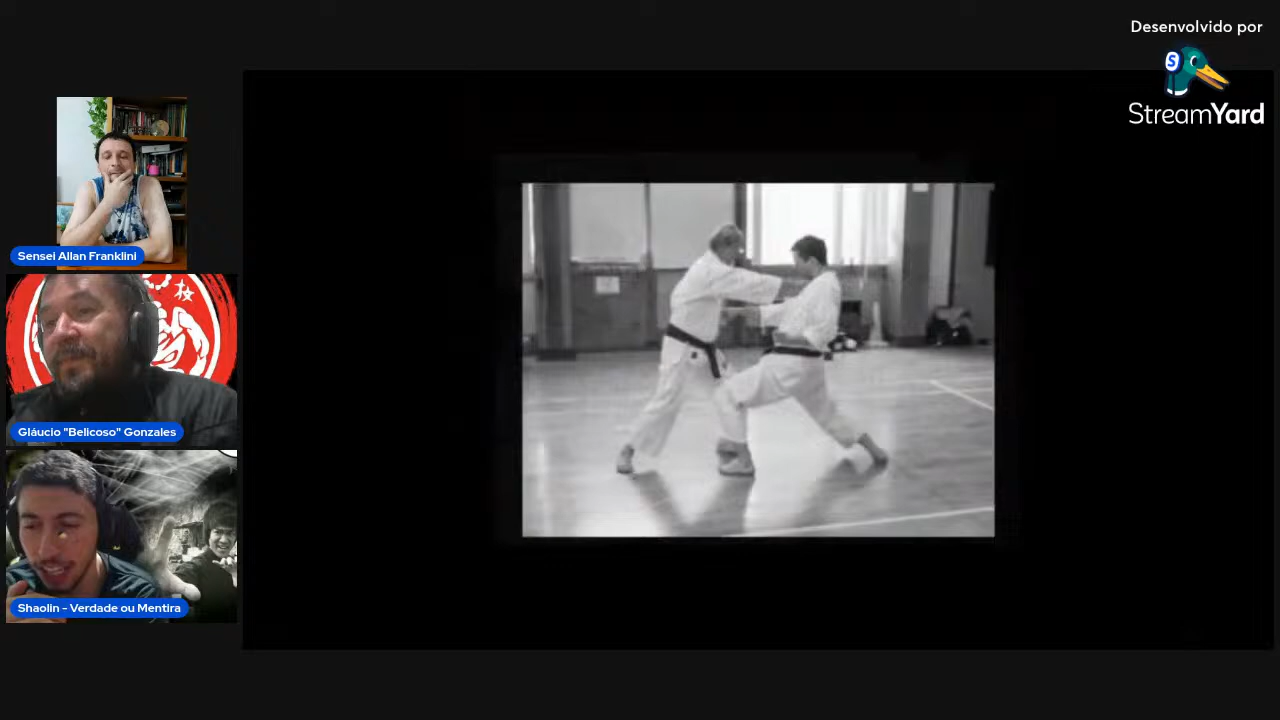 Desenvolvido por
StreamYard
Sensei Allan Franklini
Gláucio "Belicoso" Gonzales
Shaolin - Verdade ou Mentira